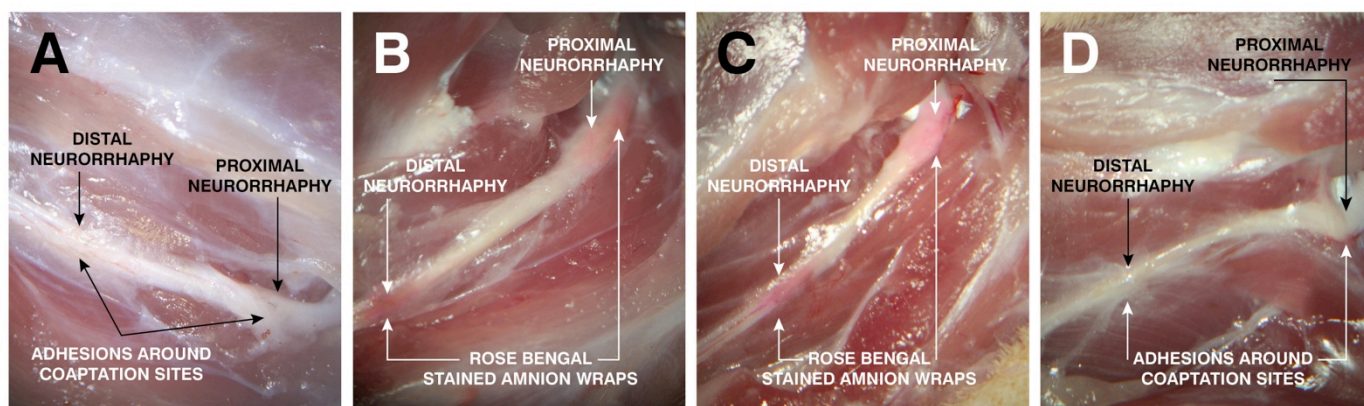 A
DISTAL
NEURORRHAPHY
PROXIMAL
NEURORRHAPHY
ADHESIONS AROUND
COAPTATION SITES
B
PROXIMAL
NEURORRHAPHY
DISTAL
NEURORRHAPHY
ROSE BENGAL
STAINED AMNION WRAPS
C
PROXIMAL
NEURORRHAPHY
DISTAL
NEURORRHAPHY
ROSE BENGAL
STAINED AMNION WRAPS
D
PROXIMAL
NEURORRHAPHY
DISTAL
NEURORRHAPHY
ADHESIONS AROUND
COAPTATION SITES